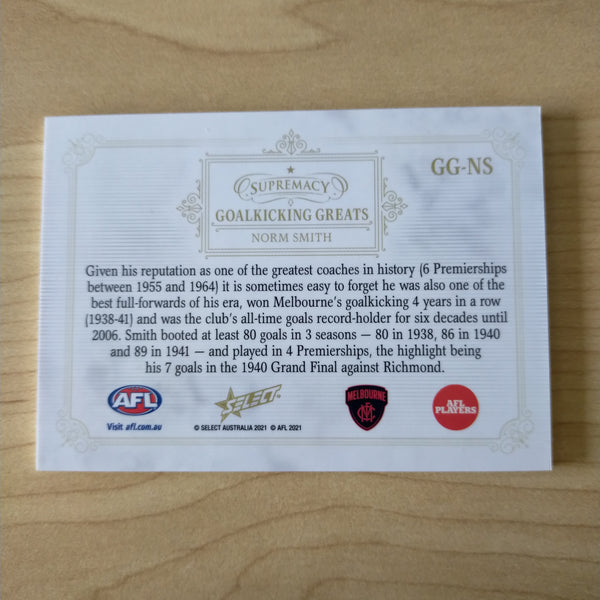 GG-NS
SUPREMACY
GOALKICKING GREATS
NORM SMITH
Given his reputation as one of the greatest coaches in history (6 Premierships
between 1955 and 1964) it is sometimes easy to forget he was also one of the
best full-forwards of his era, won Melbourne's goalkicking 4 years in a row
(1938-41) and was the club's all-time goals record-holder for six decades until
2006. Smith booted at least 80 goals in 3 seasons — 80 in 1938, 86 in 1940
and 89 in 1941 — and played in 4 Premierships, the highlight being
his 7 goals in the 1940 Grand Final against Richmond.
AFL
Visit afl.com.au
SELECT
© SELECT AUSTRALIA 2021 © AFL 2021
MELBOURNE
AFL
PLAYERS